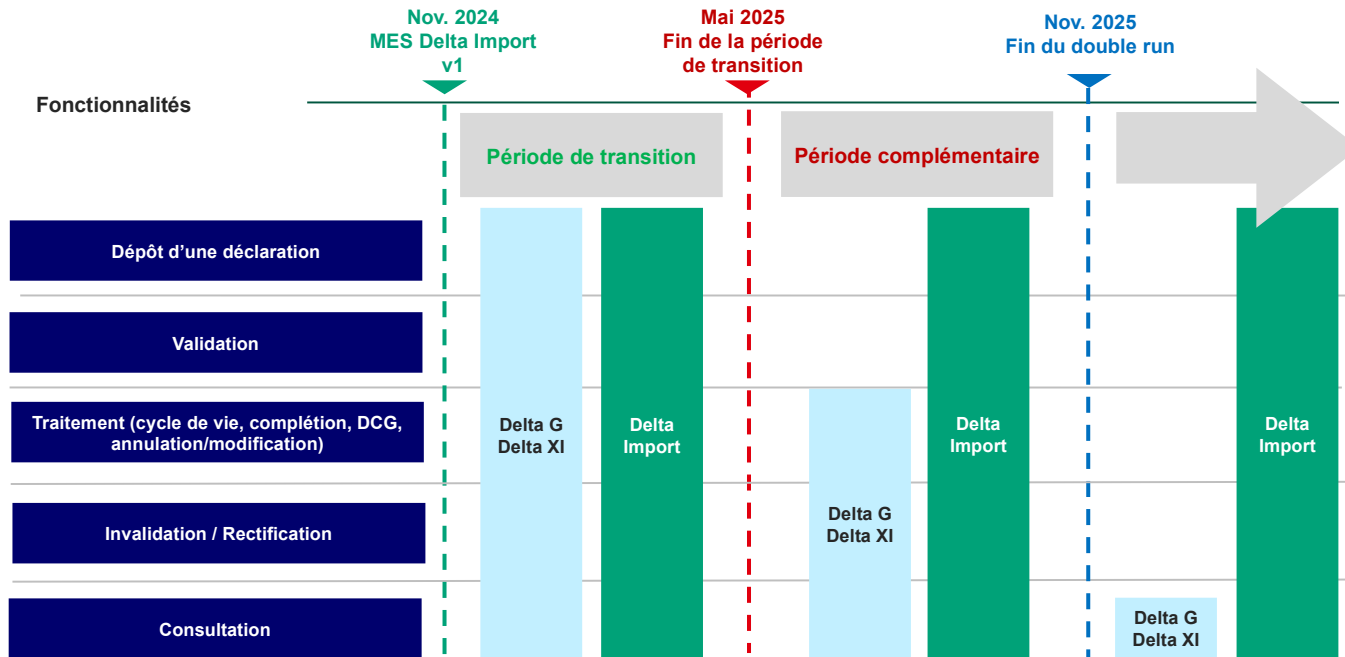 Nov. 2024
MES Delta Import
v1
Mai 2025
Fin de la période
de transition
Nov. 2025
Fin du double run
Fonctionnalités
Période de transition
Période complémentaire
Dépôt d’une déclaration
Validation
Traitement (cycle de vie, complétion, DCG,
annulation/modification)
Delta G
Delta XI
Delta
Import
Delta
Import
Delta
Import
Invalidation / Rectification
Delta G
Delta XI
Consultation
Delta G
Delta XI